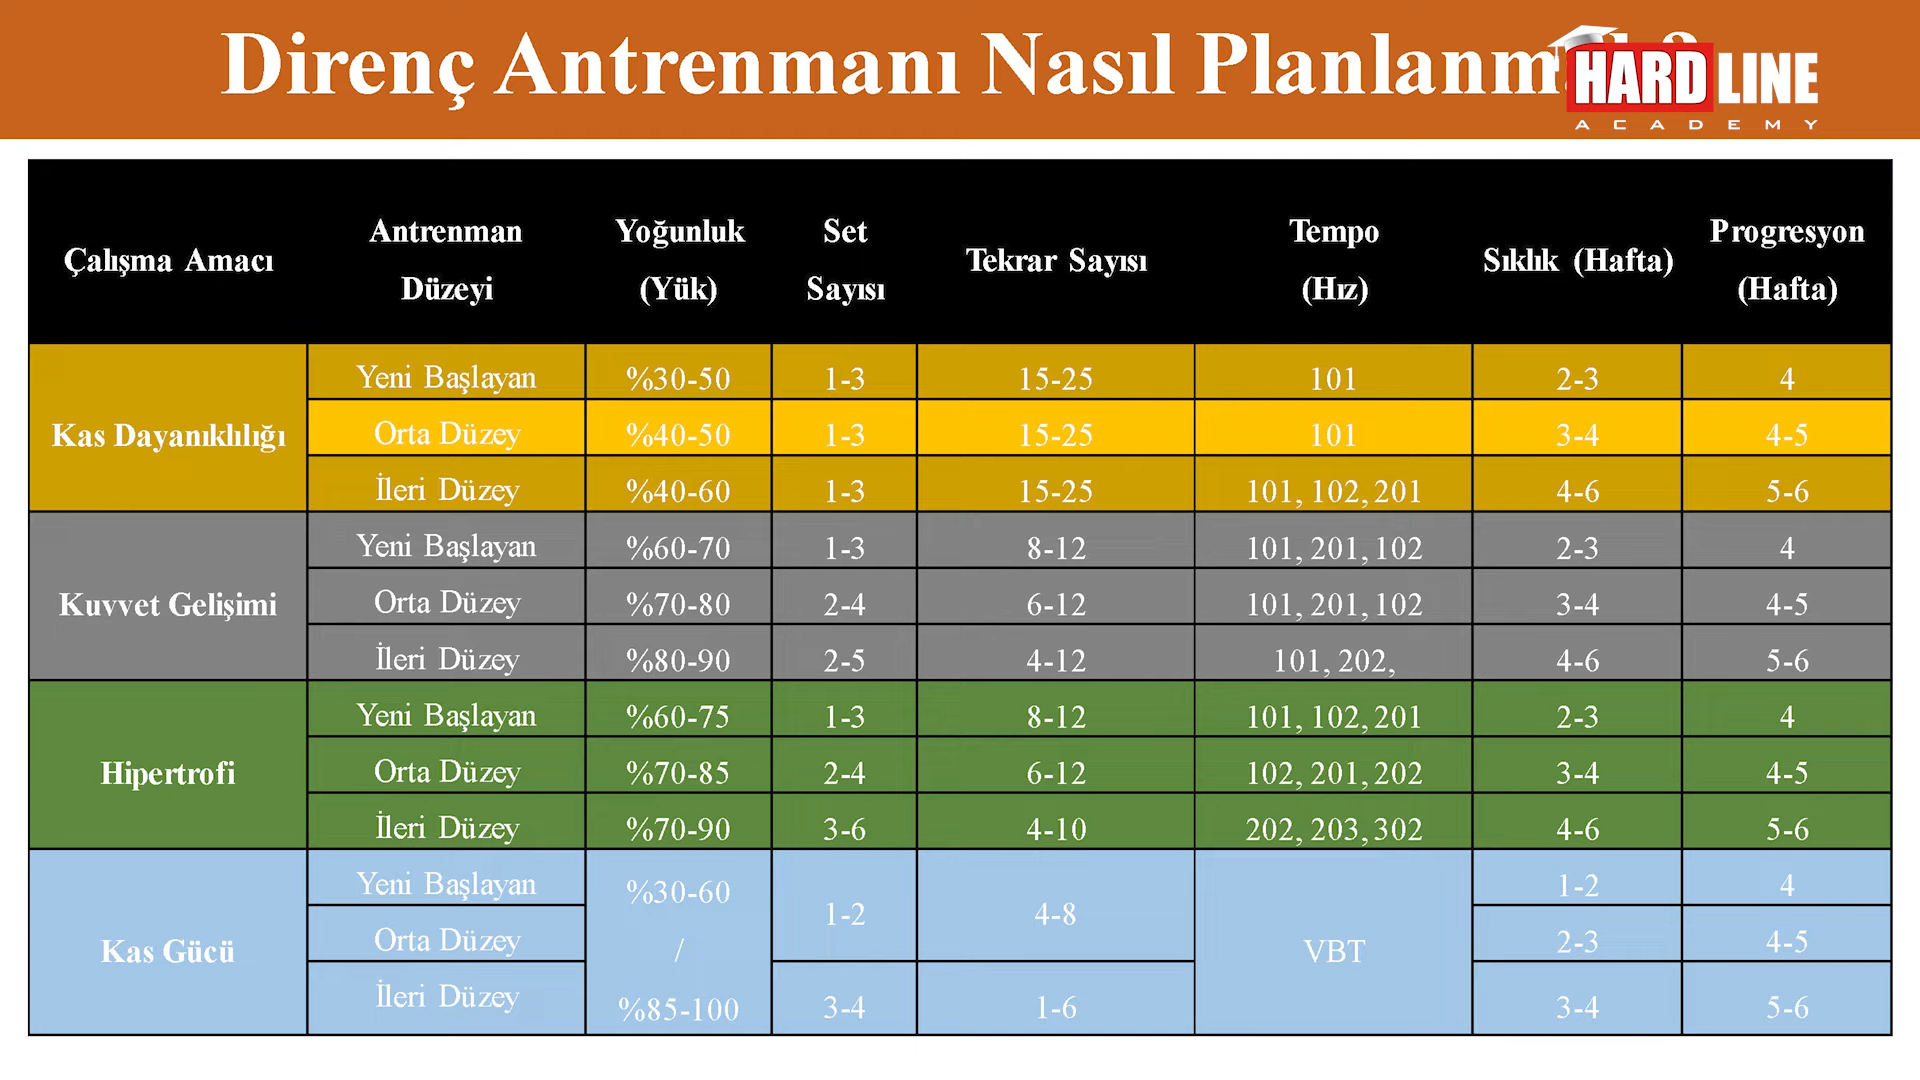 Direnç Antrenmanı Nasıl
HARDLINE
ACADEMY
Çalışma Amacı
Antrenman
Düzeyi
Yoğunluk
(Yük)
Set
Sayısı
Tekrar Sayısı
Tempo
(Hız)
Sıklık (Hafta)
Progresyon
(Hafta)
Kas Dayanıklılığı
Yeni Başlayan %30-50 1-3 15-25 101 2-3 4
Orta Düzey %40-50 1-3 15-25 101 3-4 4-5
İleri Düzey %40-60 1-3 15-25 101, 102, 201 4-6 5-6
Kuvvet Gelişimi
Yeni Başlayan %60-70 1-3 8-12 101, 201, 102 2-3 4
Orta Düzey %70-80 2-4 6-12 101, 201, 102 3-4 4-5
İleri Düzey %80-90 2-5 4-12 101, 202, 4-6 5-6
Hipertrofi
Yeni Başlayan %60-75 1-3 8-12 101, 102, 201 2-3 4
Orta Düzey %70-85 2-4 6-12 102, 201, 202 3-4 4-5
İleri Düzey %70-90 3-6 4-10 202, 203, 302 4-6 5-6
Kas Gücü
Yeni Başlayan
Orta Düzey
İleri Düzey
%30-60
/
%85-100
1-2
3-4
4-8
1-6
VBT
1-2 4
2-3 4-5
3-4 5-6